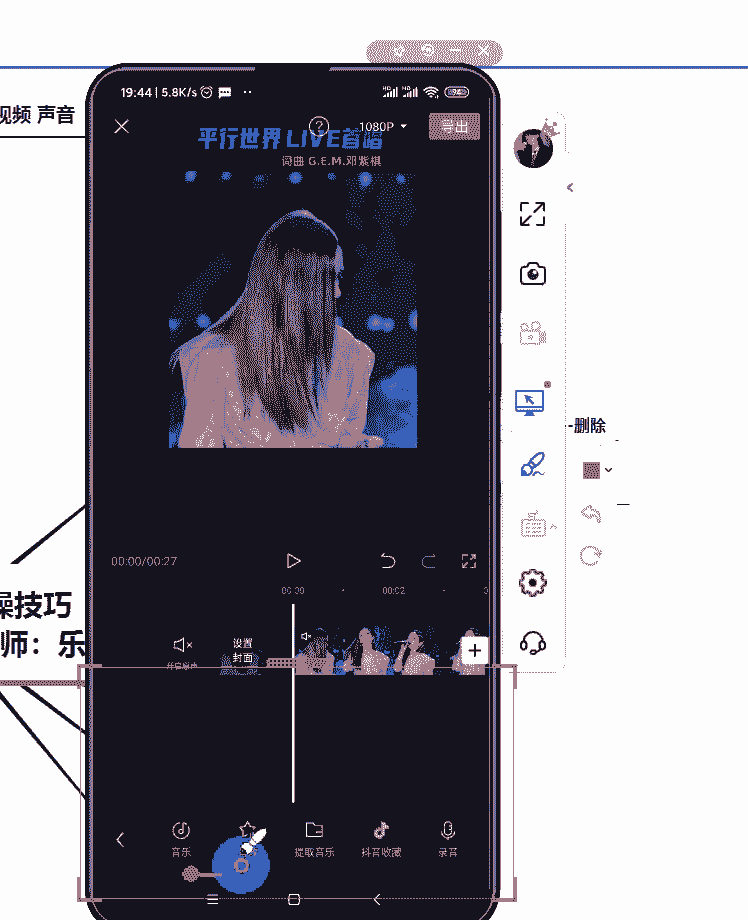 19:44 | 5.8K/s
94
视频 声音
1080P
导出
平行世界 LIVE首唱
词曲 G.E.M.邓紫棋
-删除
00:00/00:27
00:00
00:02
操技巧
师：乐
开启原声
设置
封面
音乐
提取音乐
抖音收藏
录音